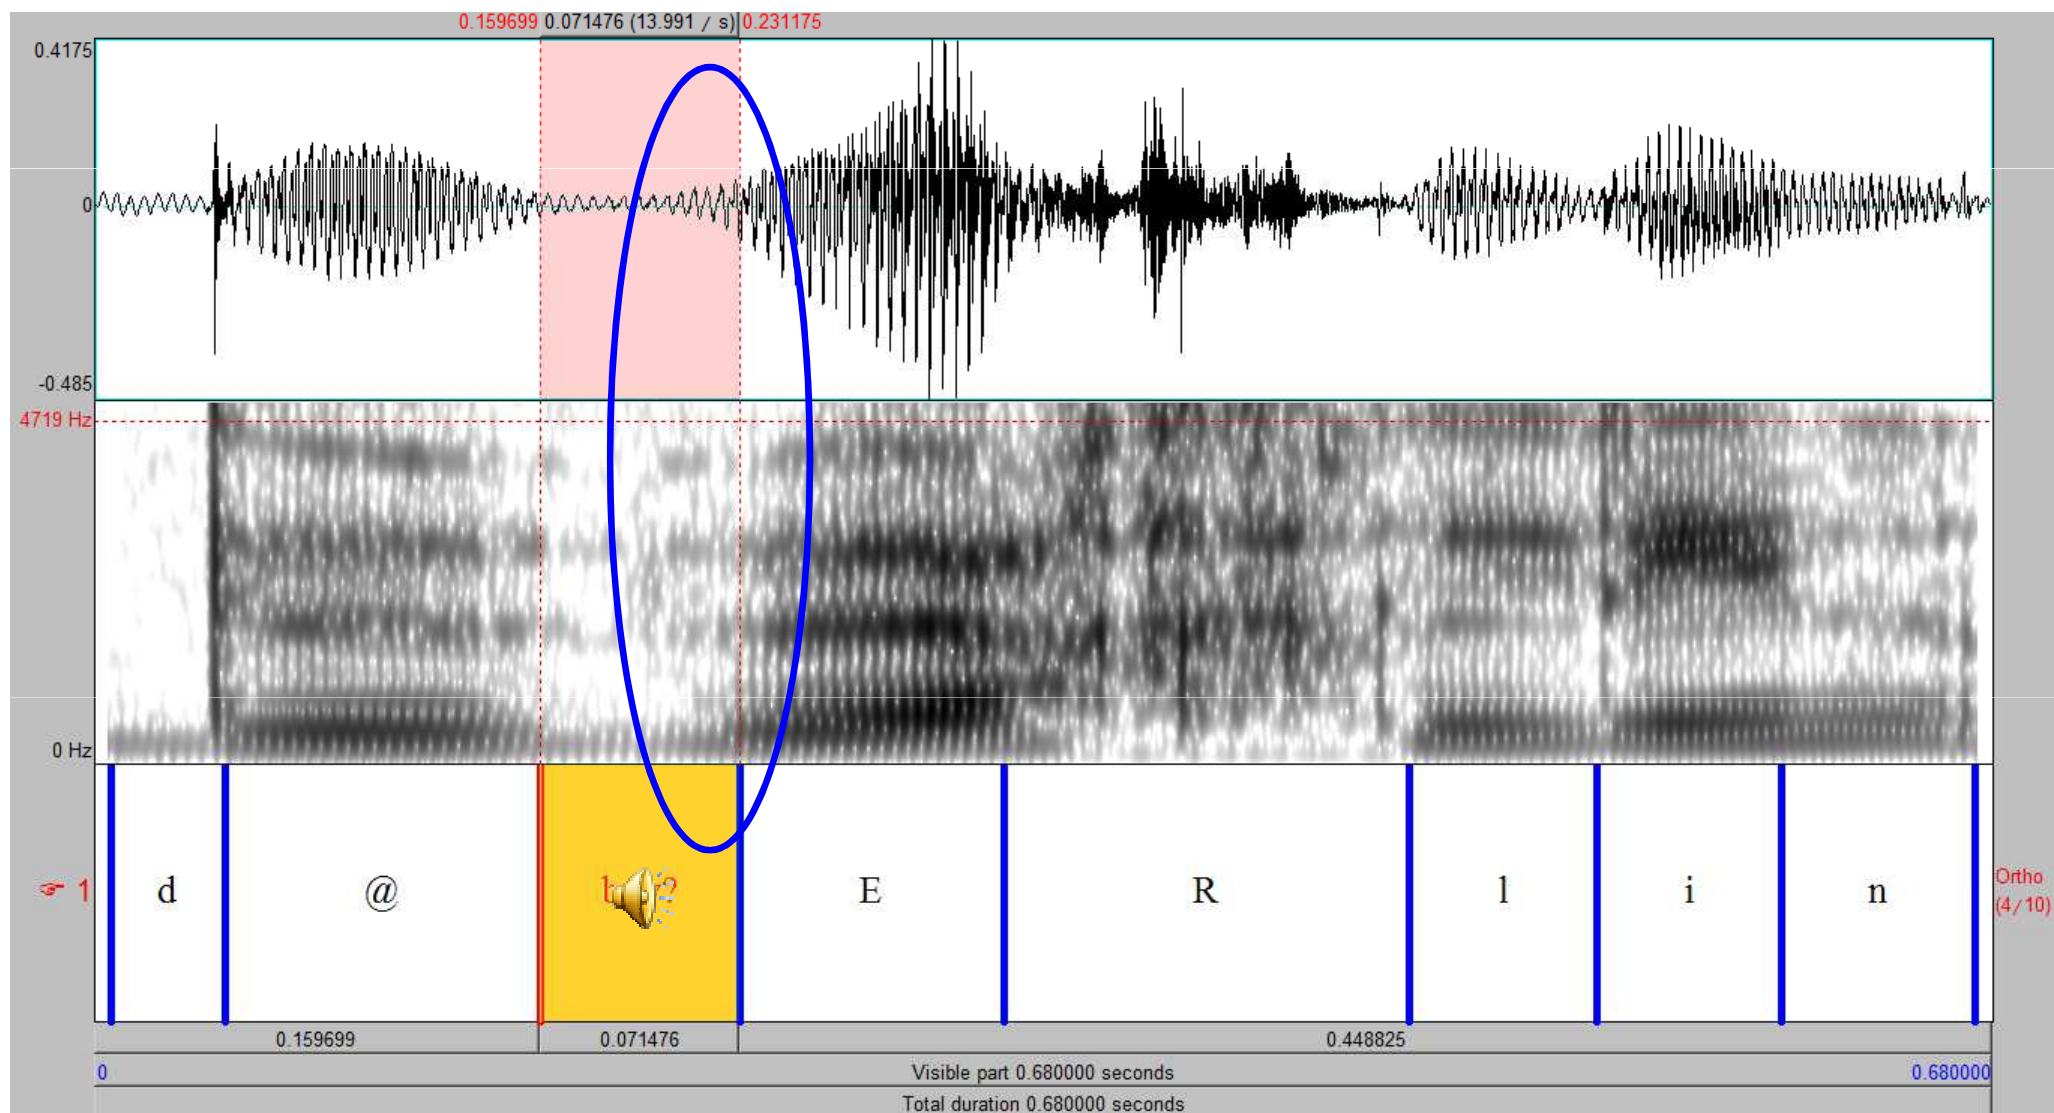 0.159699 0.071476 (13.991 / s) 0.231175
0.4175
0
-0.485
4719 Hz
0 Hz
1 d @ b ? E R l i n Ortho
(4/10)
0.159699 0.071476 0.448825
0 Visible part 0.680000 seconds 0.680000
Total duration 0.680000 seconds